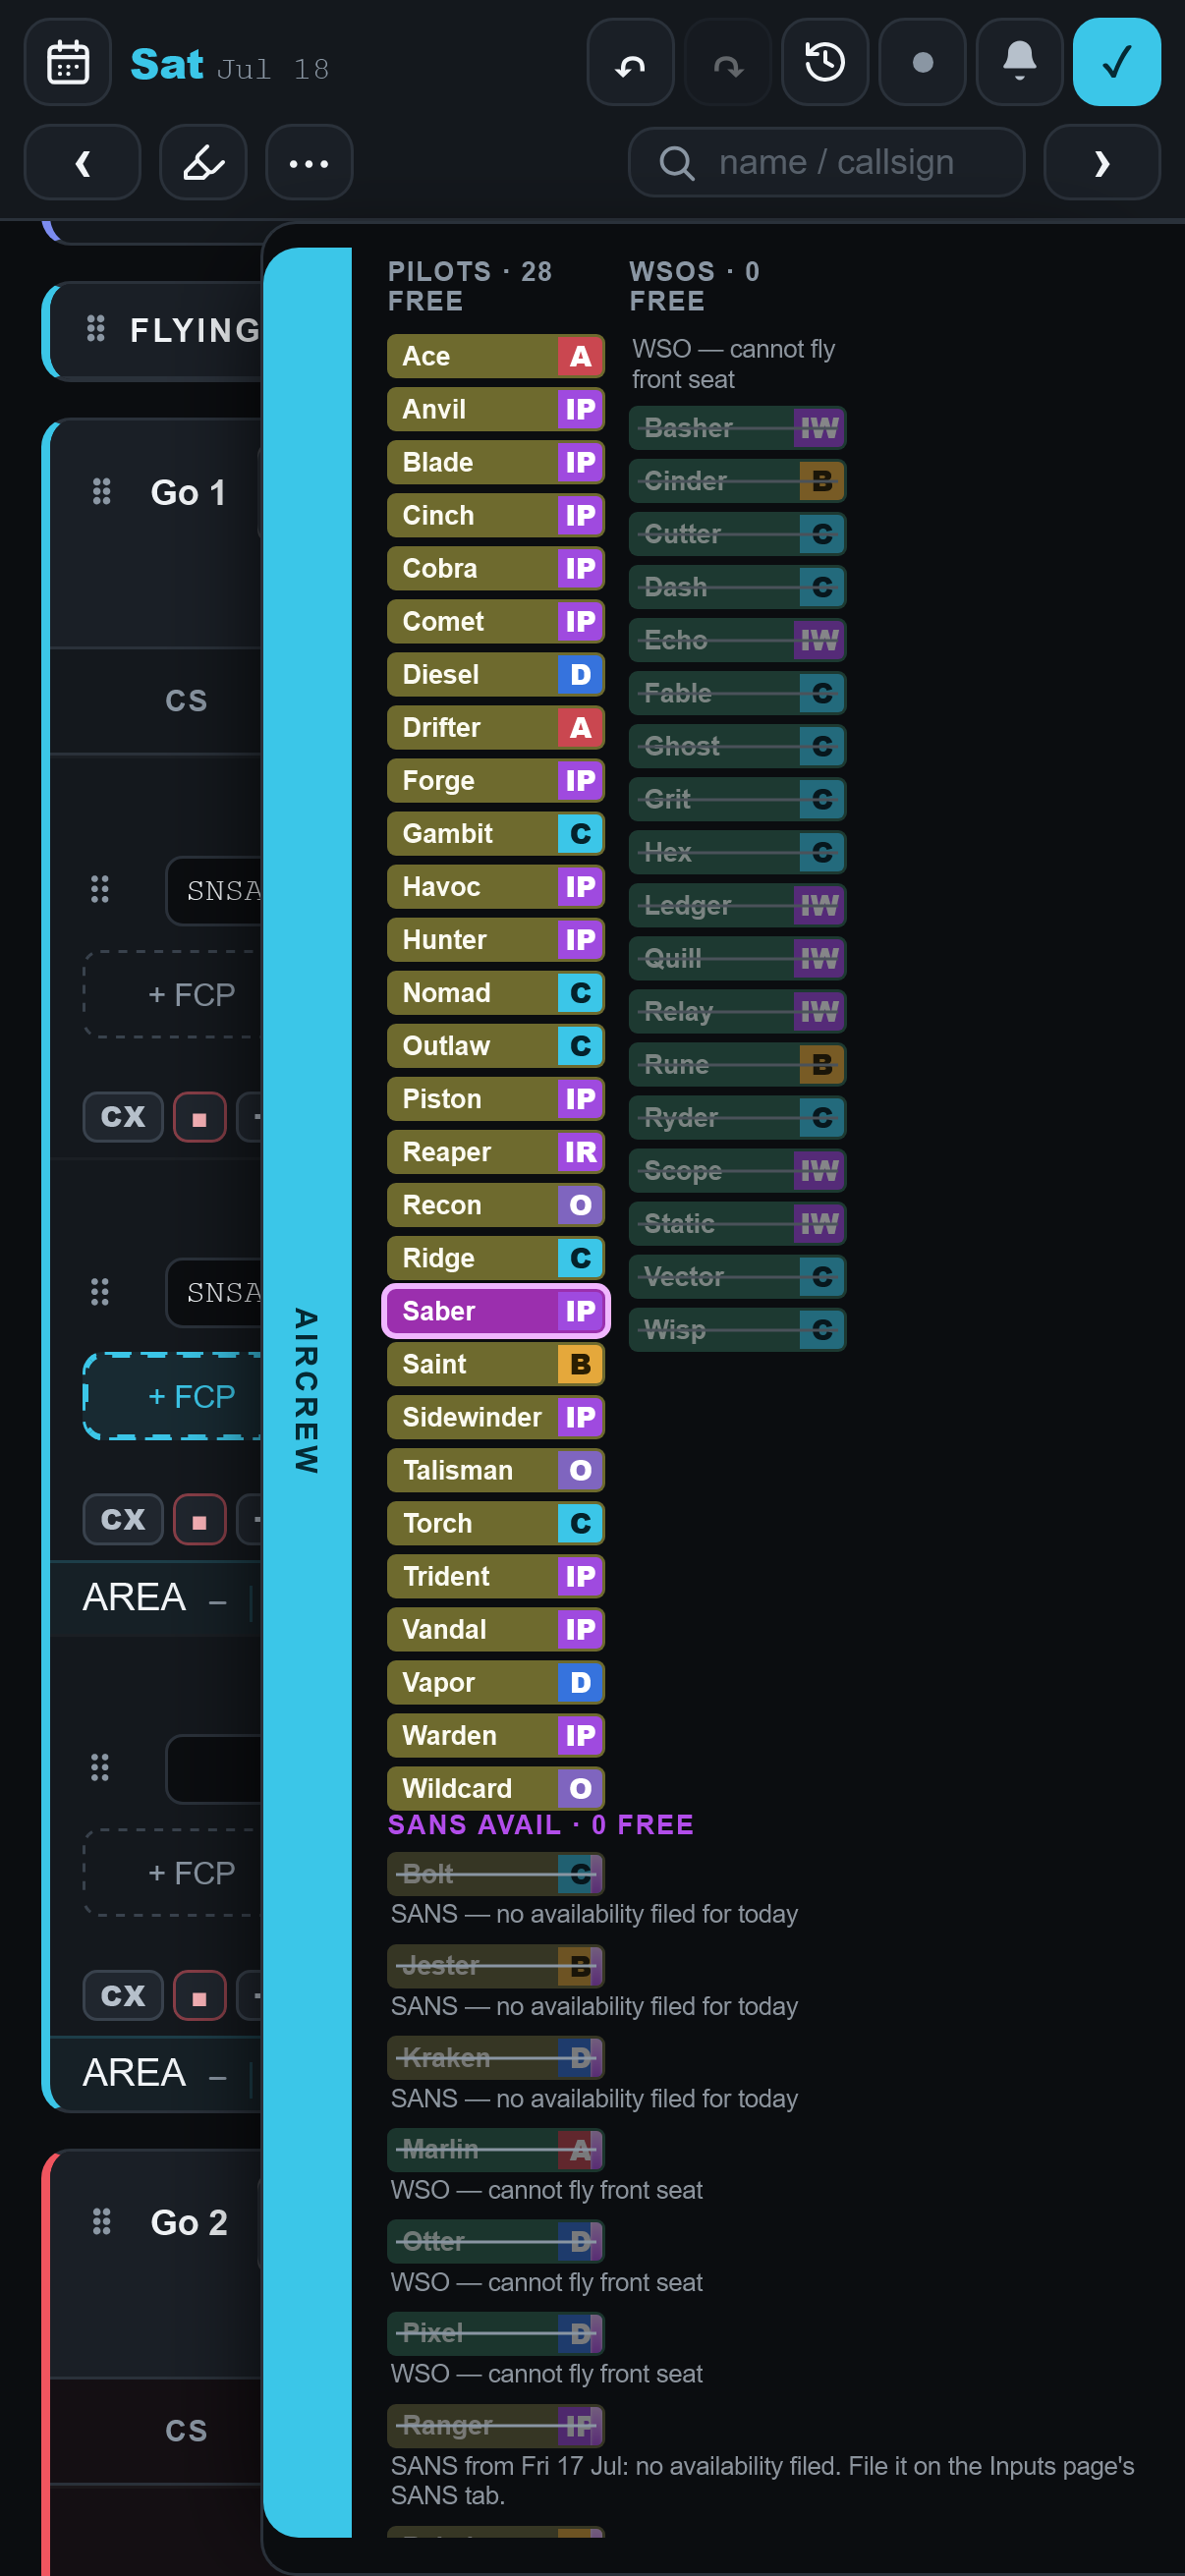 Sat Jul 18
name / callsign
FLYING
Go 1
CS
SNSA
+ FCP
CX
SNSA
+ FCP
CX
AREA –
+ FCP
CX
AREA –
Go 2
CS
AIRCREW
PILOTS · 28
FREE
Ace A
Anvil IP
Blade IP
Cinch IP
Cobra IP
Comet IP
Diesel D
Drifter A
Forge IP
Gambit C
Havoc IP
Hunter IP
Nomad C
Outlaw C
Piston IP
Reaper IR
Recon O
Ridge C
Saber IP
Saint B
Sidewinder IP
Talisman O
Torch C
Trident IP
Vandal IP
Vapor D
Warden IP
Wildcard O
WSOS · 0
FREE
WSO — cannot fly
front seat
Basher IW
Cinder B
Cutter C
Dash C
Echo IW
Fable C
Ghost C
Grit C
Hex C
Ledger IW
Quill IW
Relay IW
Rune B
Ryder C
Scope IW
Static IW
Vector C
Wisp C
SANS AVAIL · 0 FREE
Bolt C
SANS — no availability filed for today
Jester B
SANS — no availability filed for today
Kraken D
SANS — no availability filed for today
Marlin A
WSO — cannot fly front seat
Otter D
WSO — cannot fly front seat
Pixel D
WSO — cannot fly front seat
Ranger IP
SANS from Fri 17 Jul: no availability filed. File it on the Inputs page's
SANS tab.